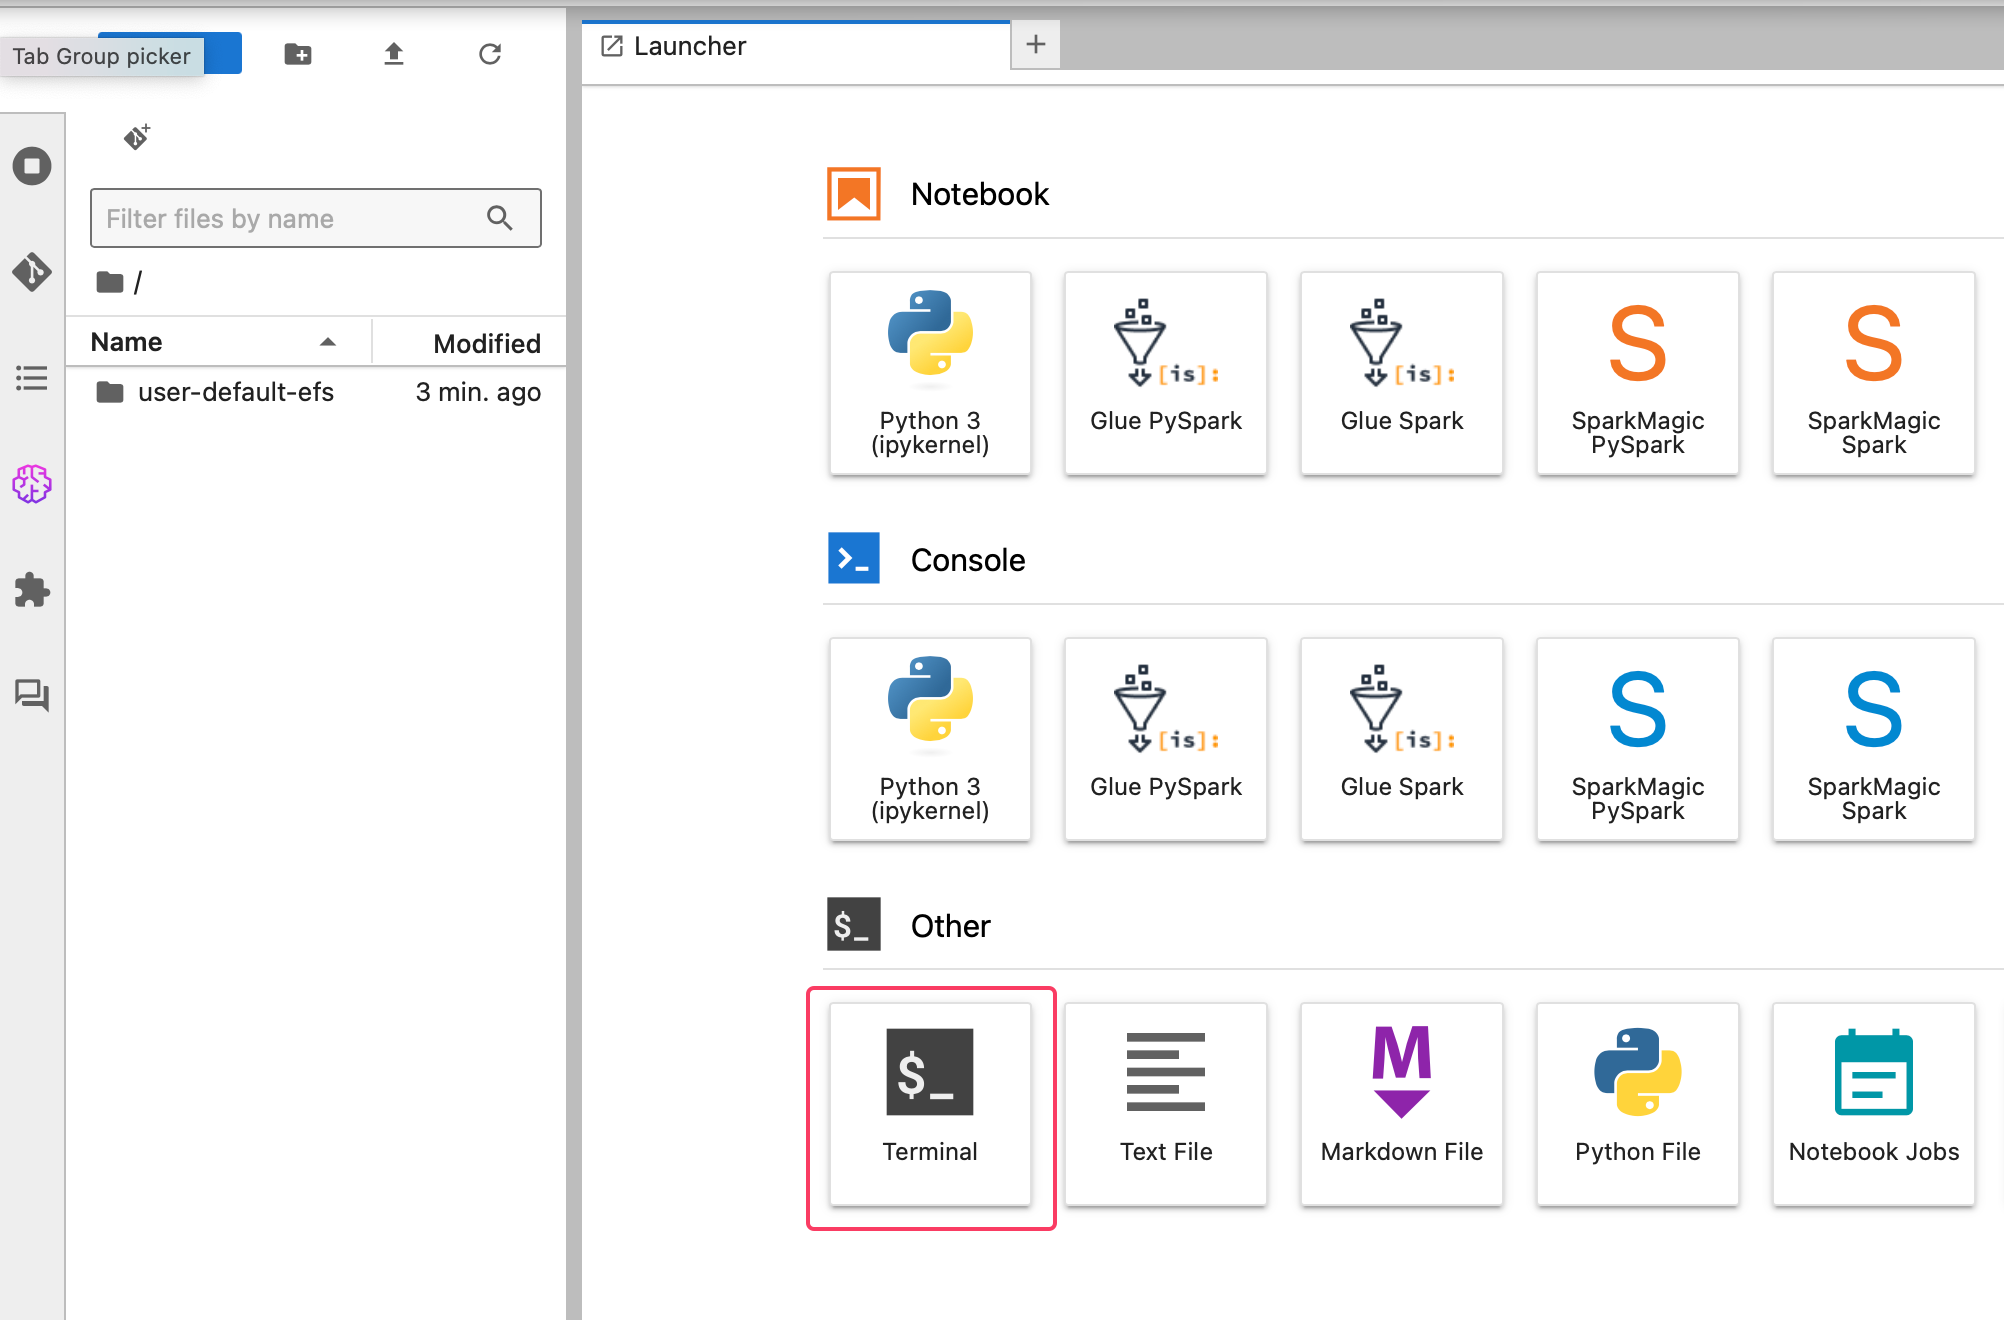 Tab Group picker
Launcher
Filter files by name
/
Name
Modified
user-default-efs
3 min. ago
Notebook
Python 3
(ipykernel)
[is]:
Glue PySpark
[is]:
Glue Spark
S
SparkMagic
PySpark
S
SparkMagic
Spark
>_
Console
Python 3
(ipykernel)
[is]:
Glue PySpark
[is]:
Glue Spark
S
SparkMagic
PySpark
S
SparkMagic
Spark
$_
Other
$_
Terminal
Text File
M
Markdown File
Python File
Notebook Jobs